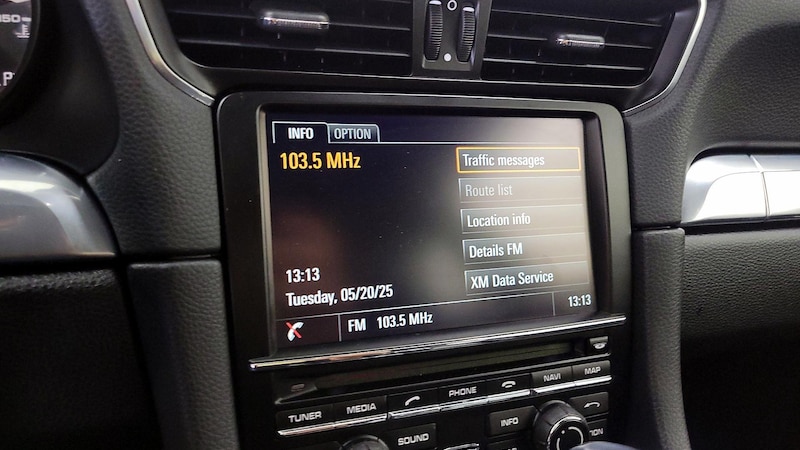 150
O
INFO OPTION
103.5 MHz
Traffic messages
Route list
Location info
Details FM
XM Data Service
13:13
Tuesday, 05/20/25
FM 103.5 MHz
13:13
TUNER MEDIA PHONE NAVI MAP
SOUND INFO